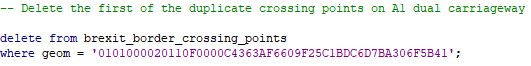 -- Delete the first of the duplicate crossing points on A1 dual carriageway
delete from brexit_border_crossing_points
where geom = '0101000020110F0000C4363AF6609F25C1BDC6D7BA306F5B41';